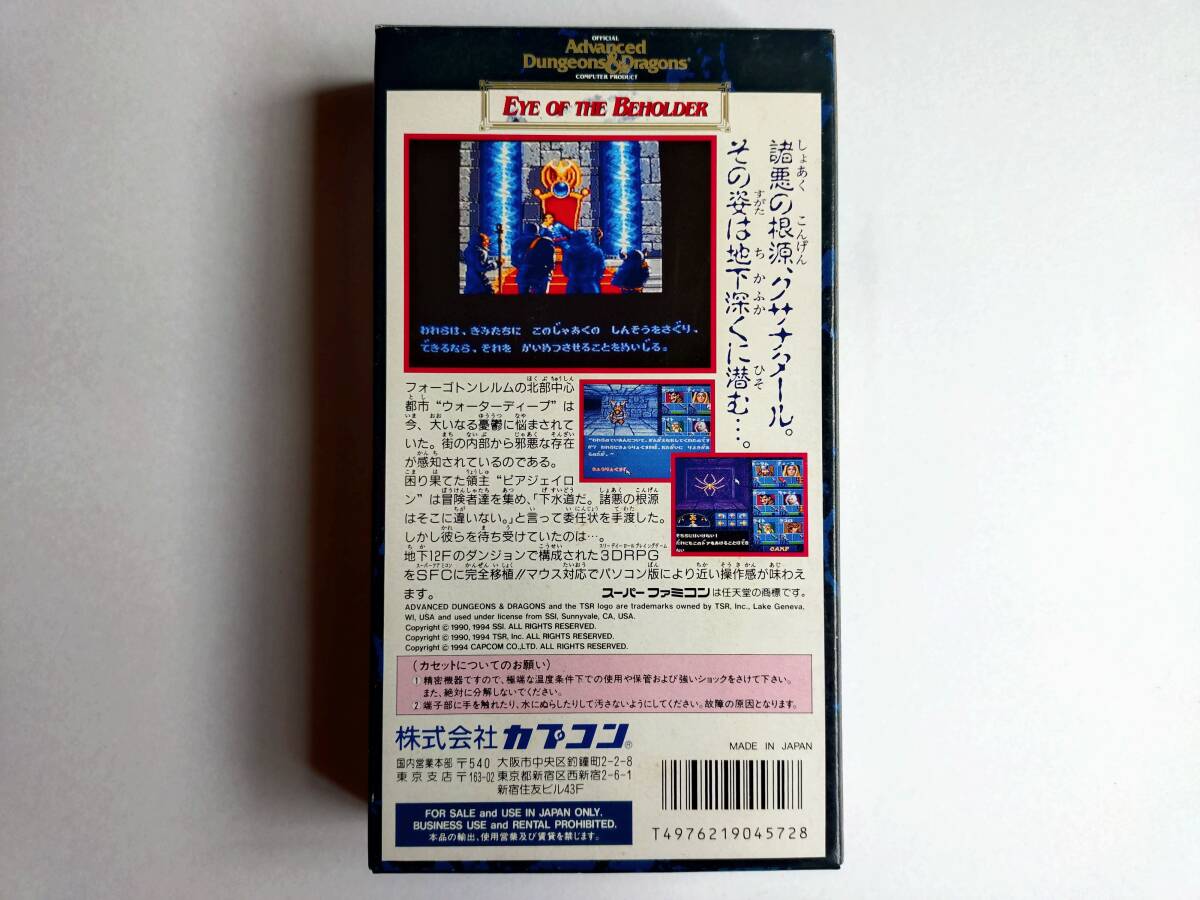 OFFICIAL
Advanced
Dungeons & Dragons®
COMPUTER PRODUCT
EYE OF THE BEHOLDER
諸悪の根源、クサナタール。
その姿は地下深くに潜む…。
われらは、きみたちに このじゃあくの しんそうをさぐり、
できるなら、それを かいめつさせることをめいじる。
フォーゴトンレルムの北部中心
都市“ウォーターディープ”は
今、大いなる憂鬱に悩まされて
いた。街の内部から邪悪な存在
が感知されているのである。
困り果てた領主“ピアジェイロ
ン”は冒険者達を集め、「下水道だ。諸悪の根源
はそこに違いない。」と言って委任状を手渡した。
しかし彼らを待ち受けていたのは…。
地下12Fのダンジョンで構成された3DRPG
をSFCに完全移植!!マウス対応でパソコン版により近い操作感が味わえ
ます。
スーパーファミコンは任天堂の商標です。
ADVANCED DUNGEONS & DRAGONS and the TSR logo are trademarks owned by TSR, Inc., Lake Geneva,
WI, USA and used under license from SSI, Sunnyvale, CA, USA.
Copyright © 1990, 1994 SSI. ALL RIGHTS RESERVED.
Copyright © 1990, 1994 TSR, Inc. ALL RIGHTS RESERVED.
Copyright © 1994 CAPCOM CO., LTD. ALL RIGHTS RESERVED.
CAMP
(カセットについてのお願い)
①精密機器ですので、極端な温度条件下での使用や保管および強いショックをさけて下さい。
また、絶対に分解しないでください。
②端子部に手を触れたり、水にぬらしたりして汚さないようにしてください。故障の原因となります。
株式会社カプコン®
MADE IN JAPAN
国内営業本部 〒540 大阪市中央区釣鐘町2-2-8
東京支店 〒163-02 東京都新宿区西新宿2-6-1
新宿住友ビル43F
FOR SALE and USE IN JAPAN ONLY.
BUSINESS USE and RENTAL PROHIBITED.
本品の輸出、使用営業及び賃貸を禁じます。
T4976219045728